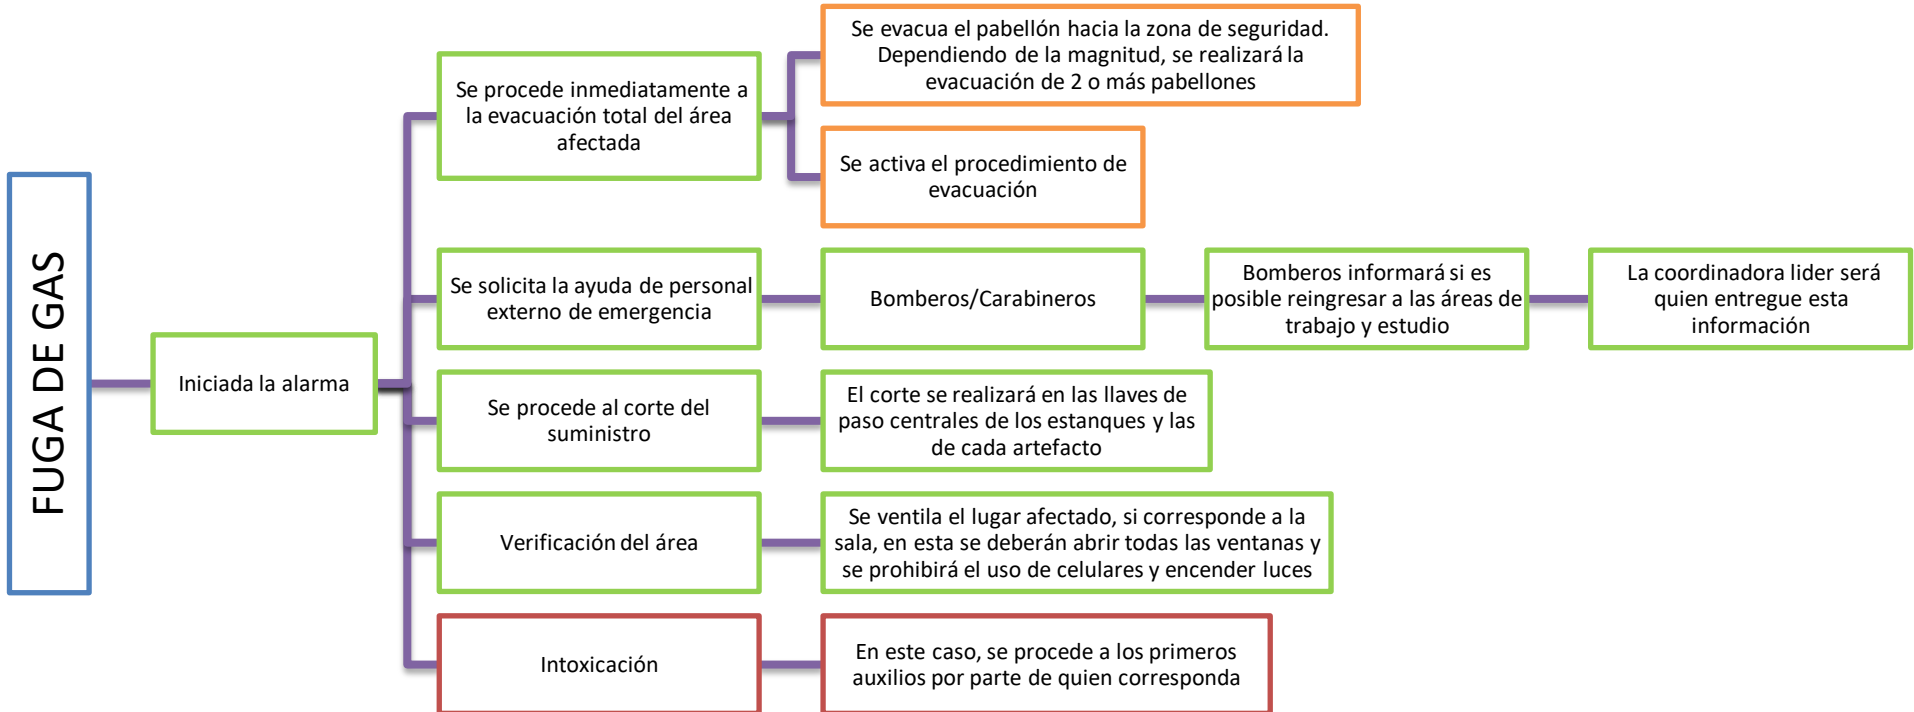 FUGA DE GAS
Iniciada la alarma
Se procede inmediatamente a
la evacuación total del área
afectada
Se evacua el pabellón hacia la zona de seguridad.
Dependiendo de la magnitud, se realizará la
evacuación de 2 o más pabellones
Se activa el procedimiento de
evacuación
Se solicita la ayuda de personal
externo de emergencia
Bomberos/Carabineros
Bomberos informará si es
posible reingresar a las áreas de
trabajo y estudio
La coordinadora lider será
quien entregue esta
información
Se procede al corte del
suministro
El corte se realizará en las llaves de
paso centrales de los estanques y las
de cada artefacto
Verificación del área
Se ventila el lugar afectado, si corresponde a la
sala, en esta se deberán abrir todas las ventanas y
se prohibirá el uso de celulares y encender luces
Intoxicación
En este caso, se procede a los primeros
auxilios por parte de quien corresponda